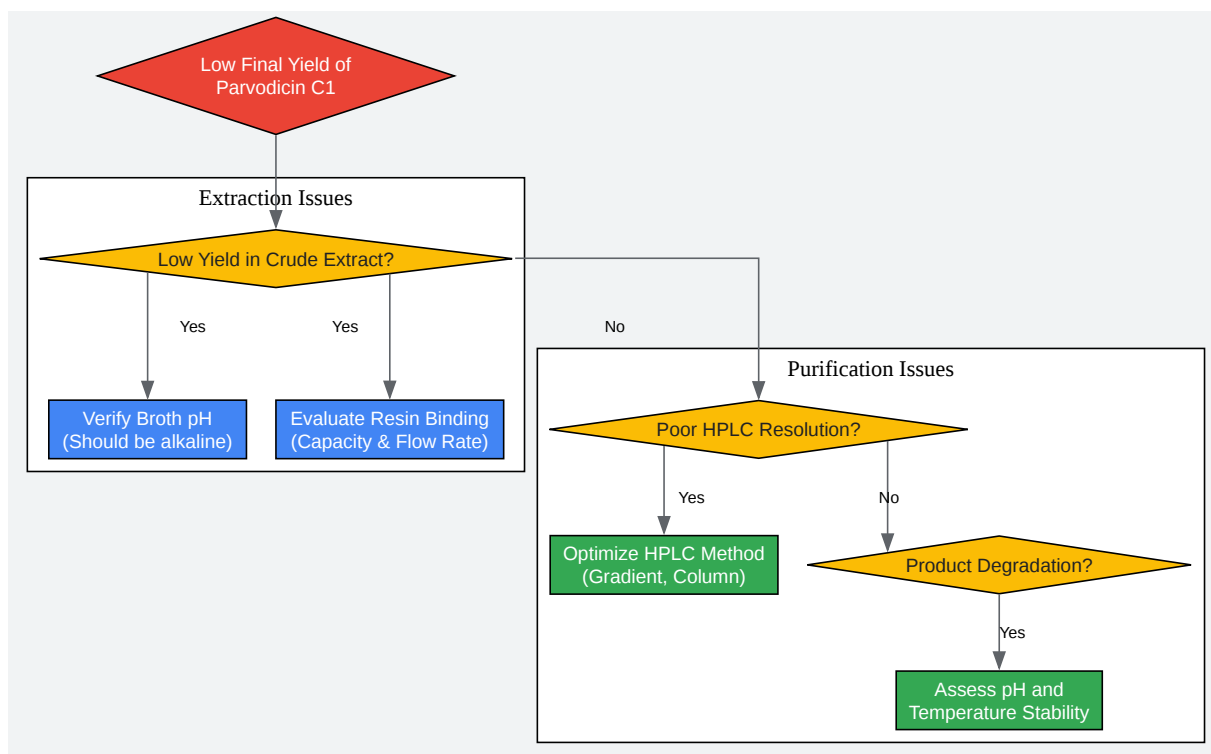 Low Final Yield of
Parvodicin C1
Extraction Issues
Low Yield in Crude Extract?
Yes
Yes
No
Verify Broth pH
(Should be alkaline)
Evaluate Resin Binding
(Capacity & Flow Rate)
Purification Issues
Poor HPLC Resolution?
Yes
No
Optimize HPLC Method
(Gradient, Column)
Product Degradation?
Yes
Assess pH and
Temperature Stability